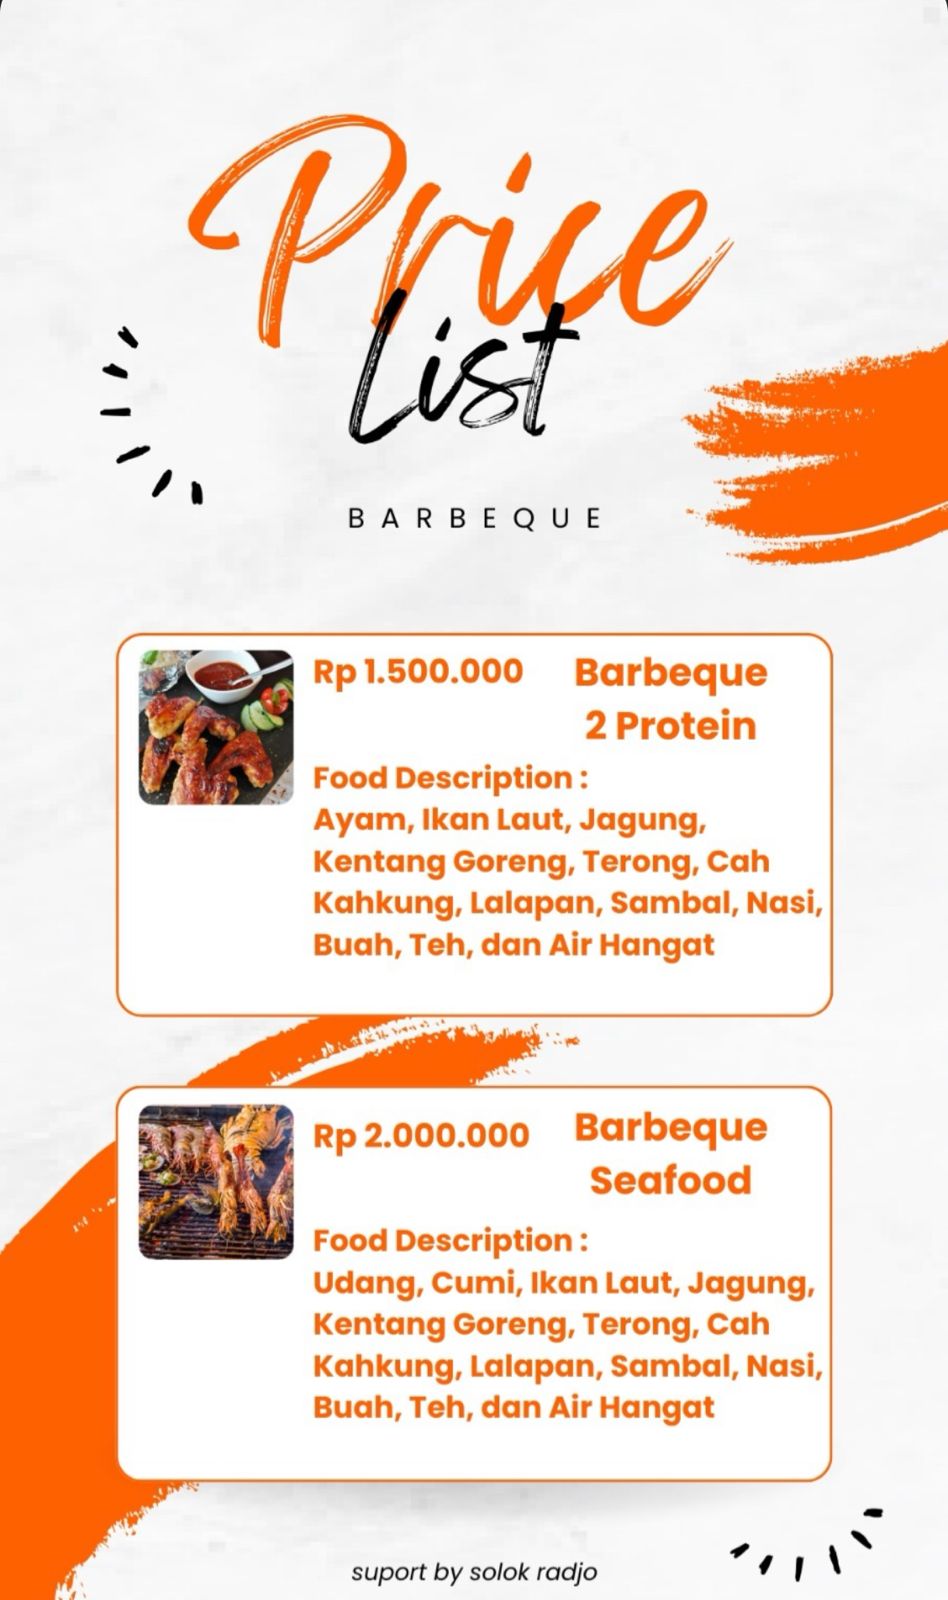 Price
List
BARBEQUE
Rp 1.500.000
Barbeque
2 Protein
Food Description :
Ayam, Ikan Laut, Jagung,
Kentang Goreng, Terong, Cah
Kahkung, Lalapan, Sambal, Nasi,
Buah, Teh, dan Air Hangat
Rp 2.000.000
Barbeque
Seafood
Food Description :
Udang, Cumi, Ikan Laut, Jagung,
Kentang Goreng, Terong, Cah
Kahkung, Lalapan, Sambal, Nasi,
Buah, Teh, dan Air Hangat
suport by solok radjo